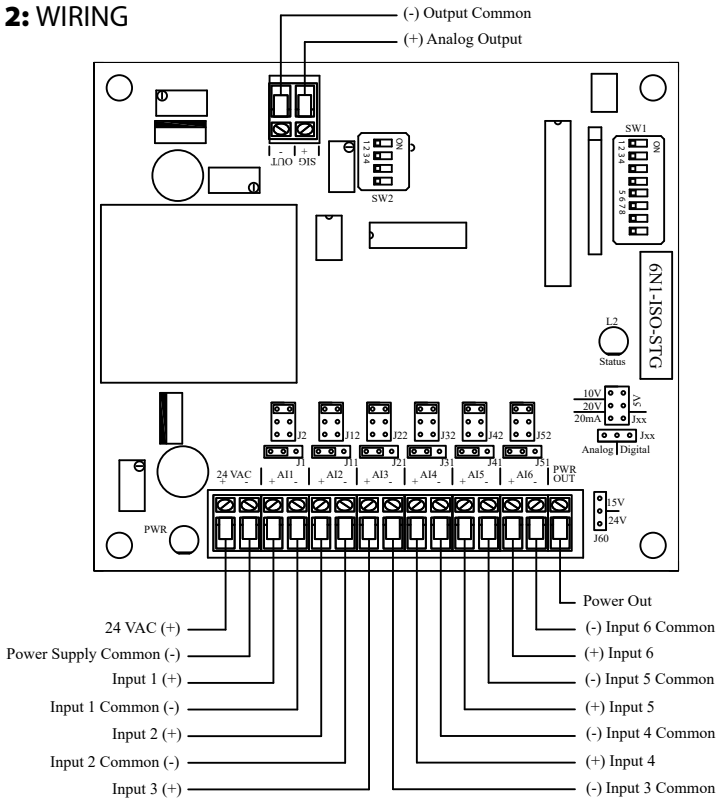 2: WIRING
(-) Output Common
(+) Analog Output
- +
OUT SIG
ON
1 2 3 4
SW2
SW1
ON
1 2 3 4 5 6 7 8
6N1-ISO-STG
L2
Status
10V
20V
20mA
5V
Jxx
Jxx
Analog Digital
J2 J12 J22 J32 J42 J52
J1 J11 J21 J31 J41 J51
24 VAC AI1 AI2 AI3 AI4 AI5 AI6 PWR OUT
+ - + - + - + - + - + - + -
PWR
15V
24V
J60
24 VAC (+)
Power Supply Common (-)
Input 1 (+)
Input 1 Common (-)
Input 2 (+)
Input 2 Common (-)
Input 3 (+)
Power Out
(-) Input 6 Common
(+) Input 6
(-) Input 5 Common
(+) Input 5
(-) Input 4 Common
(+) Input 4
(-) Input 3 Common